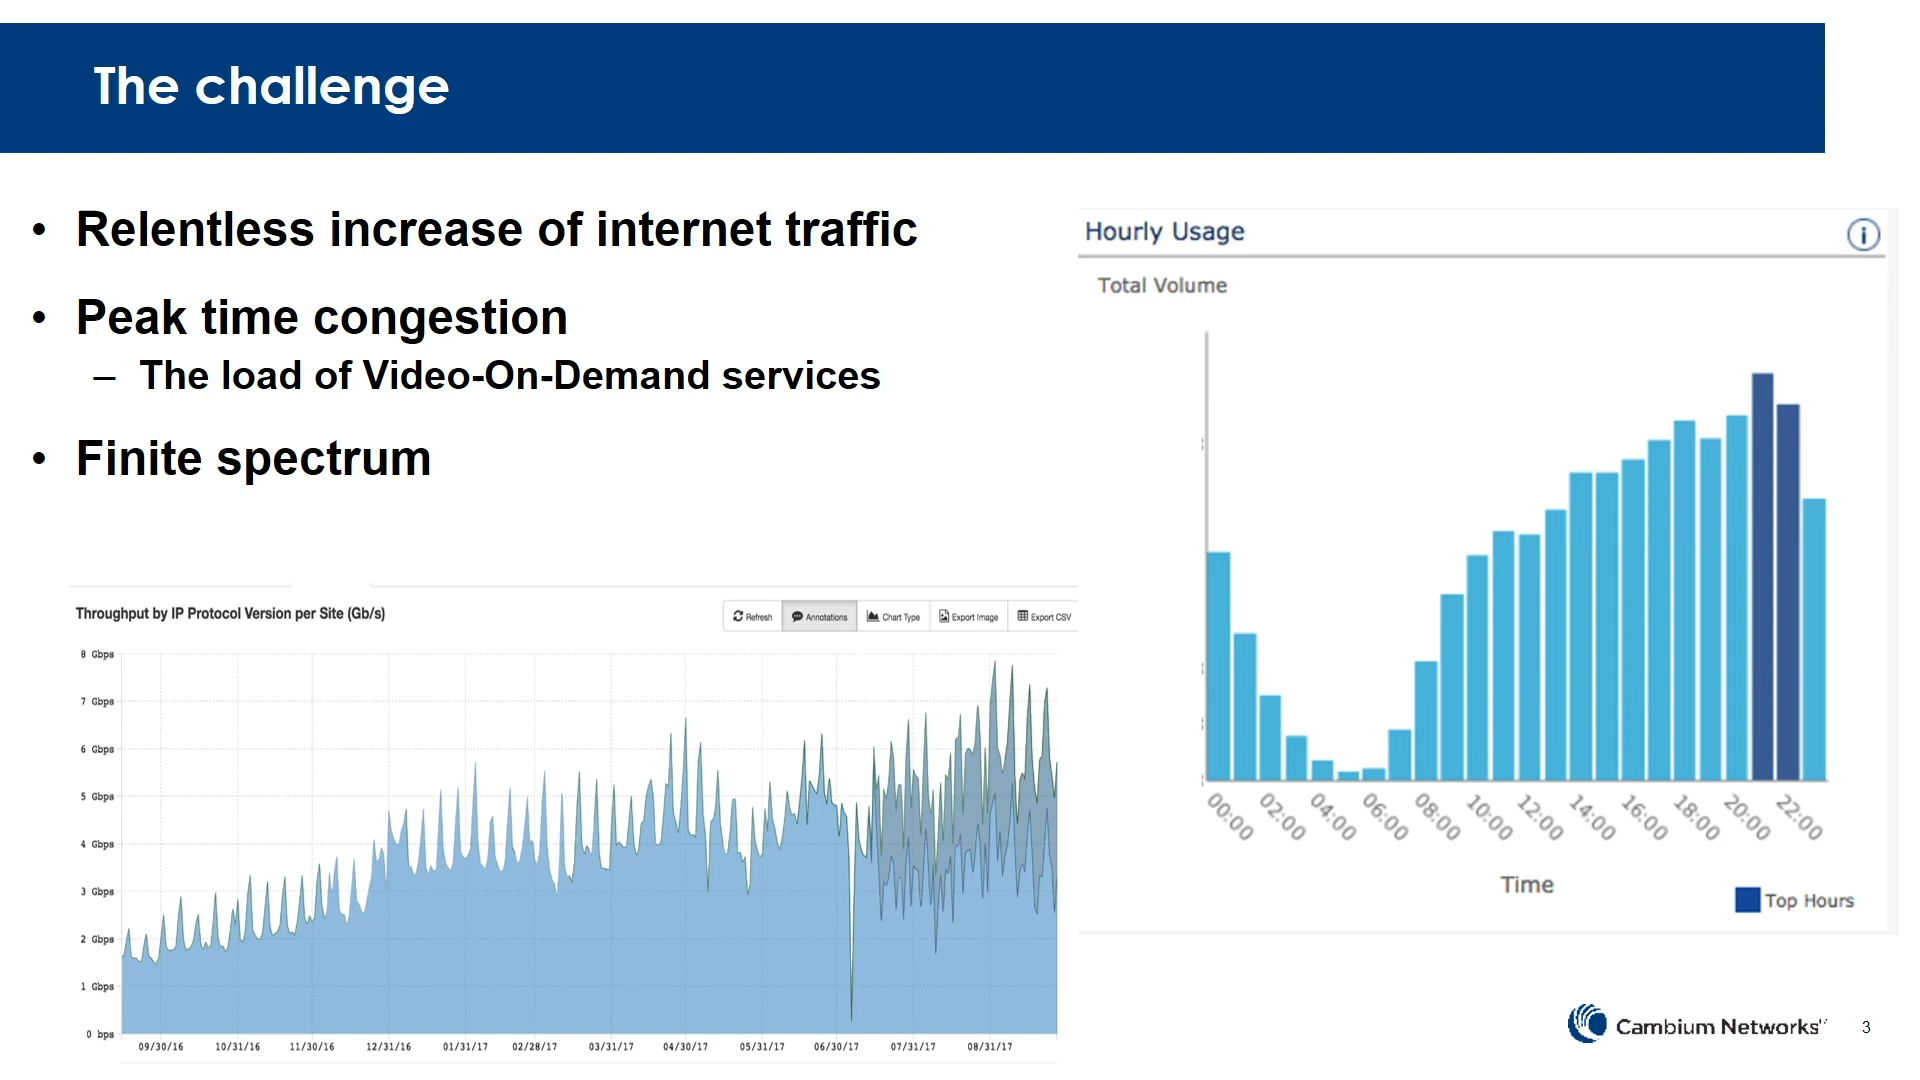 The challenge
• Relentless increase of internet traffic
• Peak time congestion
– The load of Video-On-Demand services
• Finite spectrum
Hourly Usage
i
Total Volume
00:00 02:00 04:00 06:00 08:00 10:00 12:00 14:00 16:00 18:00 20:00 22:00
Time
Top Hours
Throughput by IP Protocol Version per Site (Gb/s)
Refresh Annotations Chart Type Export Image Export CSV
8 Gbps
7 Gbps
6 Gbps
5 Gbps
4 Gbps
3 Gbps
2 Gbps
1 Gbps
0 bps
09/30/16 10/31/16 11/30/16 12/31/16 01/31/17 02/28/17 03/31/17 04/30/17 05/31/17 06/30/17 07/31/17 08/31/17
Cambium Networks
3